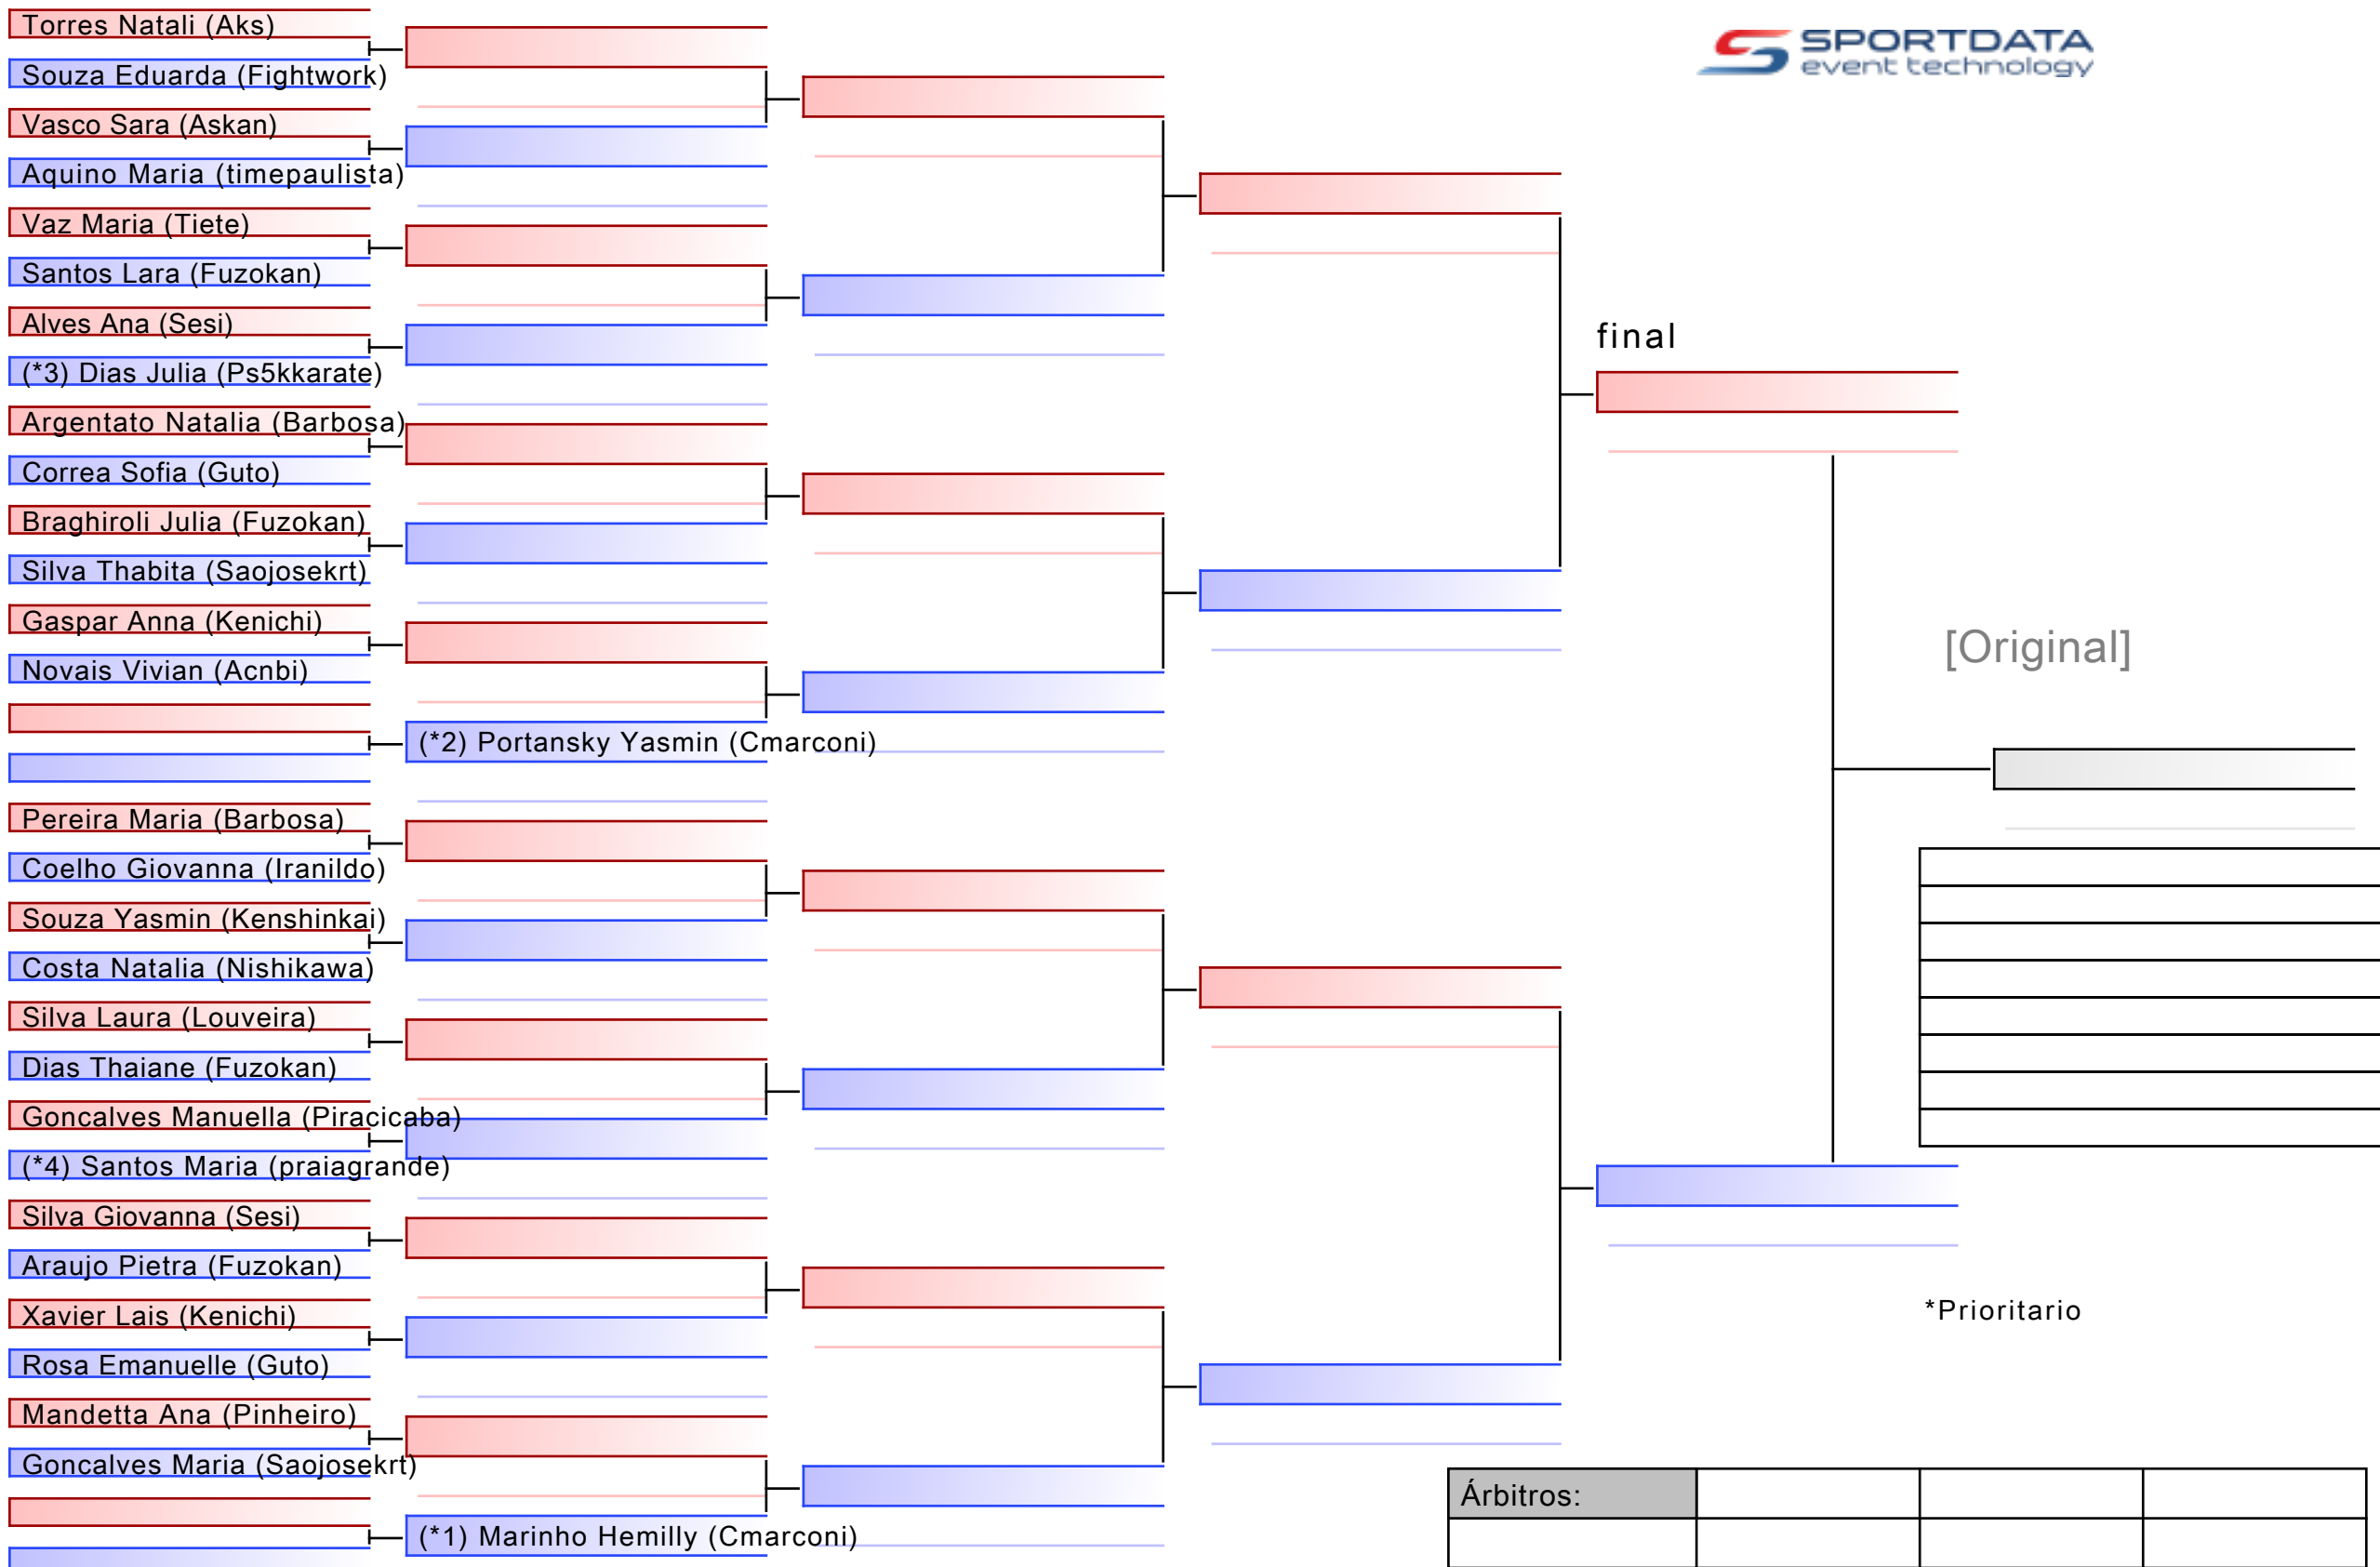 Torres Natali (Aks)
Souza Eduarda (Fightwork)
Vasco Sara (Askan)
Aquino Maria (timepaulista)
Vaz Maria (Tiete)
Santos Lara (Fuzokan)
Alves Ana (Sesi)
(*3) Dias Julia (Ps5kkarate)
Argentato Natalia (Barbosa)
Correa Sofia (Guto)
Braghiroli Julia (Fuzokan)
Silva Thabita (Saojosekrt)
Gaspar Anna (Kenichi)
Novais Vivian (Acnbi)
(*2) Portansky Yasmin (Cmarconi)
Pereira Maria (Barbosa)
Coelho Giovanna (Iranildo)
Souza Yasmin (Kenshinkai)
Costa Natalia (Nishikawa)
Silva Laura (Louveira)
Dias Thaiane (Fuzokan)
Goncalves Manuella (Piracicaba)
(*4) Santos Maria (praiagrande)
Silva Giovanna (Sesi)
Araujo Pietra (Fuzokan)
Xavier Lais (Kenichi)
Rosa Emanuelle (Guto)
Mandetta Ana (Pinheiro)
Goncalves Maria (Saojosekrt)
(*1) Marinho Hemilly (Cmarconi)
SPORTDATA
event technology
final
[Original]
*Prioritario
Árbitros: